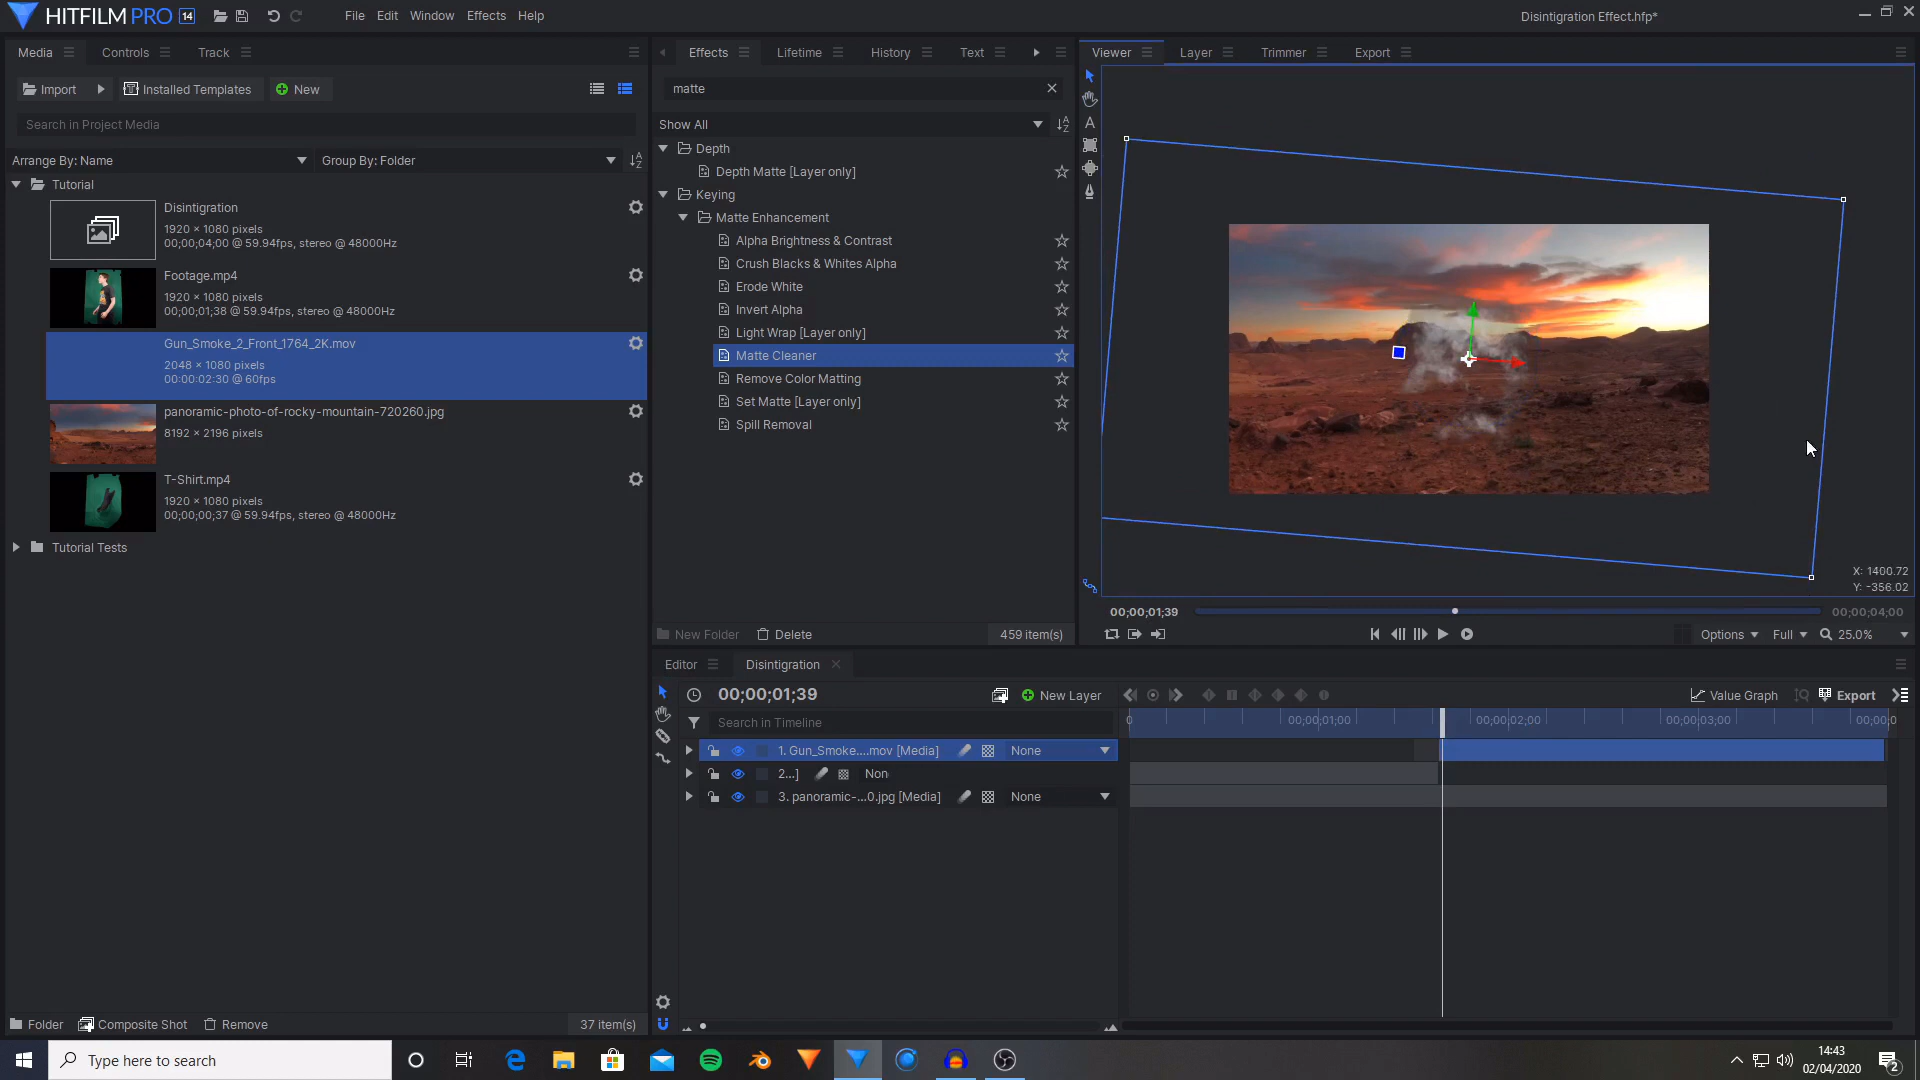 HITFILM PRO 14
File Edit Window Effects Help
Disintigration Effect.hfp*
Media Controls Track
Effects Lifetime History Text
Viewer Layer Trimmer Export
Import Installed Templates New
matte
Search in Project Media
Show All
Arrange By: Name Group By: Folder
Tutorial
Disintigration
1920 × 1080 pixels
00;00;04;00 @ 59.94fps, stereo @ 48000Hz
Footage.mp4
1920 × 1080 pixels
00;00;01;38 @ 59.94fps, stereo @ 48000Hz
Gun_Smoke_2_Front_1764_2K.mov
2048 × 1080 pixels
00:00:02:30 @ 60fps
panoramic-photo-of-rocky-mountain-720260.jpg
8192 × 2196 pixels
T-Shirt.mp4
1920 × 1080 pixels
00;00;00;37 @ 59.94fps, stereo @ 48000Hz
Tutorial Tests
Depth
Depth Matte [Layer only]
Keying
Matte Enhancement
Alpha Brightness & Contrast
Crush Blacks & Whites Alpha
Erode White
Invert Alpha
Light Wrap [Layer only]
Matte Cleaner
Remove Color Matting
Set Matte [Layer only]
Spill Removal
New Folder Delete 459 item(s)
X: 1400.72
Y: -356.02
00;00;01;39 00;00;04;00
Options Full 25.0%
Editor Disintigration
00;00;01;39 New Layer Value Graph Export
Search in Timeline
0 00;00;01;00 00;00;02;00 00;00;03;00 00;00;0
1. Gun_Smoke....mov [Media] None
2...] Non
3. panoramic-...0.jpg [Media] None
Folder Composite Shot Remove 37 item(s)
Type here to search
14:43
02/04/2020
2